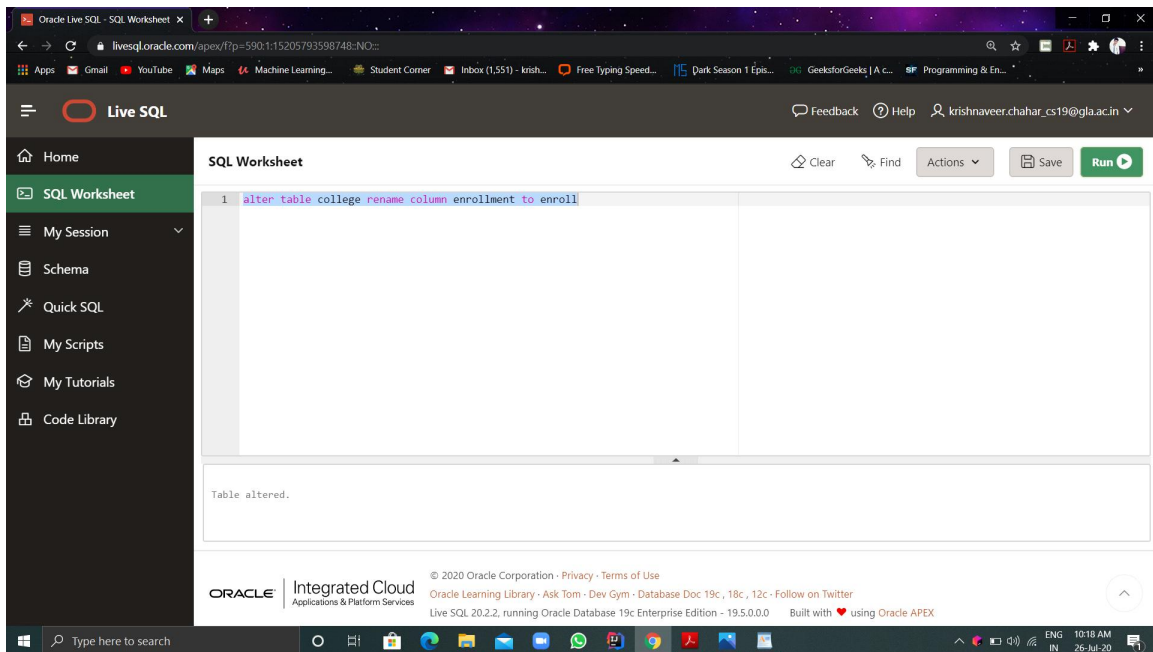 Oracle Live SQL - SQL Worksheet
livesql.oracle.com/apex/f?p=590:1:15205793598748::NO:::
Apps Gmail YouTube Maps Machine Learning... Student Corner Inbox (1,551) - krish... Free Typing Speed... Dark Season 1 Epis... GeeksforGeeks | A c... SF Programming & En... »
Live SQL Feedback Help krishnaveer.chahar_cs19@gla.ac.in
Home
SQL Worksheet Clear Find Actions Save Run
SQL Worksheet
1 alter table college rename column enrollment to enroll
My Session
Schema
Quick SQL
My Scripts
My Tutorials
Code Library
Table altered.
ORACLE Integrated Cloud
Applications & Platform Services
© 2020 Oracle Corporation · Privacy · Terms of Use
Oracle Learning Library · Ask Tom · Dev Gym · Database Doc 19c , 18c , 12c · Follow on Twitter
Live SQL 20.2.2, running Oracle Database 19c Enterprise Edition - 19.5.0.0.0 Built with ❤ using Oracle APEX
Type here to search
ENG 10:18 AM
IN 26-Jul-20